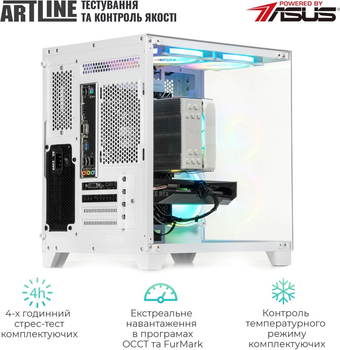 ARTLINE ТЕСТУВАННЯ
ТА КОНТРОЛЬ ЯКОСТІ
POWERED BY
ASUS
4h
4-х годинний
стрес-тест
комплектуючих
Екстреальне
навантаження
в програмах
OCCT та FurMark
Контроль
температурного
режиму
комплектуючих